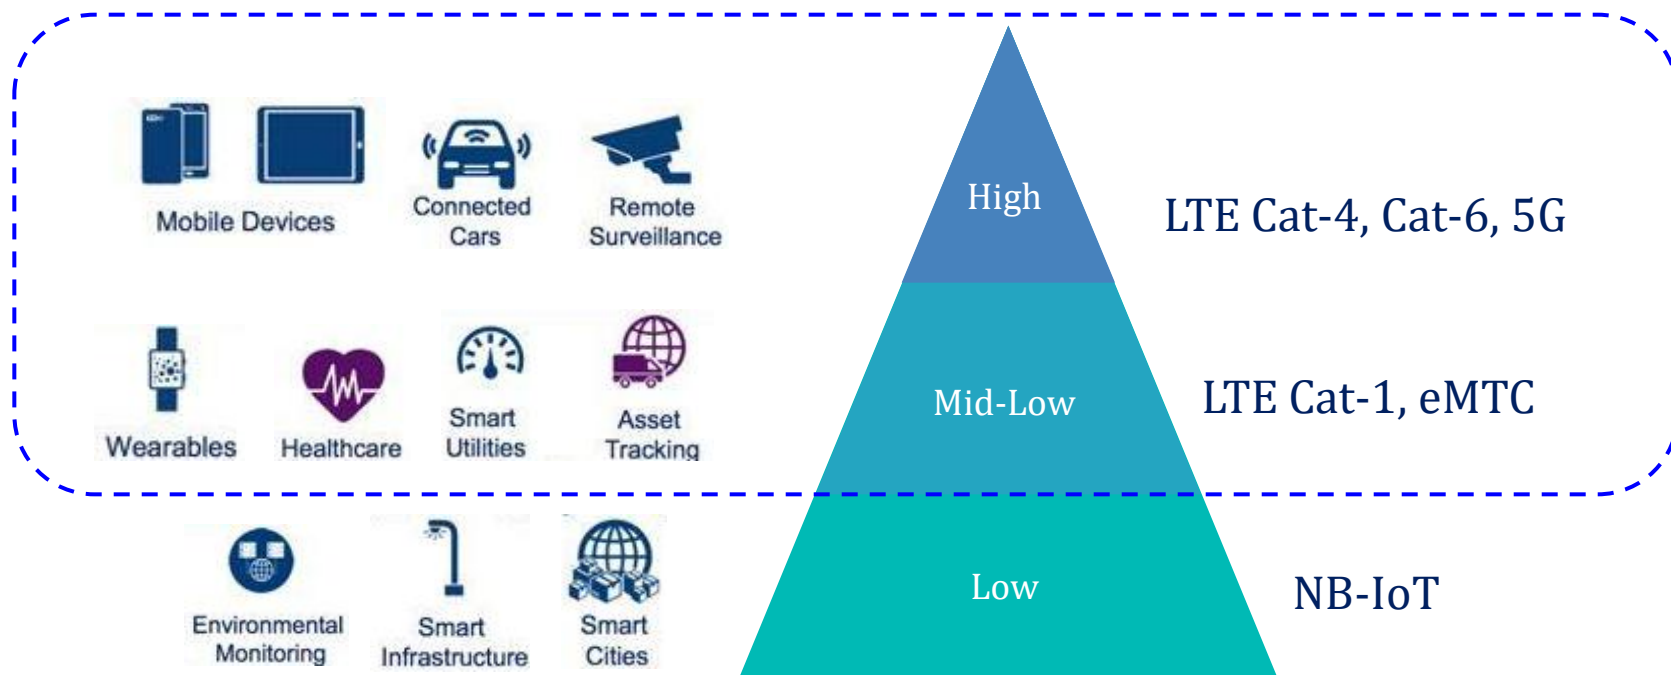 Mobile Devices
Connected
Cars
Remote
Surveillance
High
LTE Cat-4, Cat-6, 5G
Wearables
Healthcare
Smart
Utilities
Asset
Tracking
Mid-Low
LTE Cat-1, eMTC
Environmental
Monitoring
Smart
Infrastructure
Smart
Cities
Low
NB-IoT